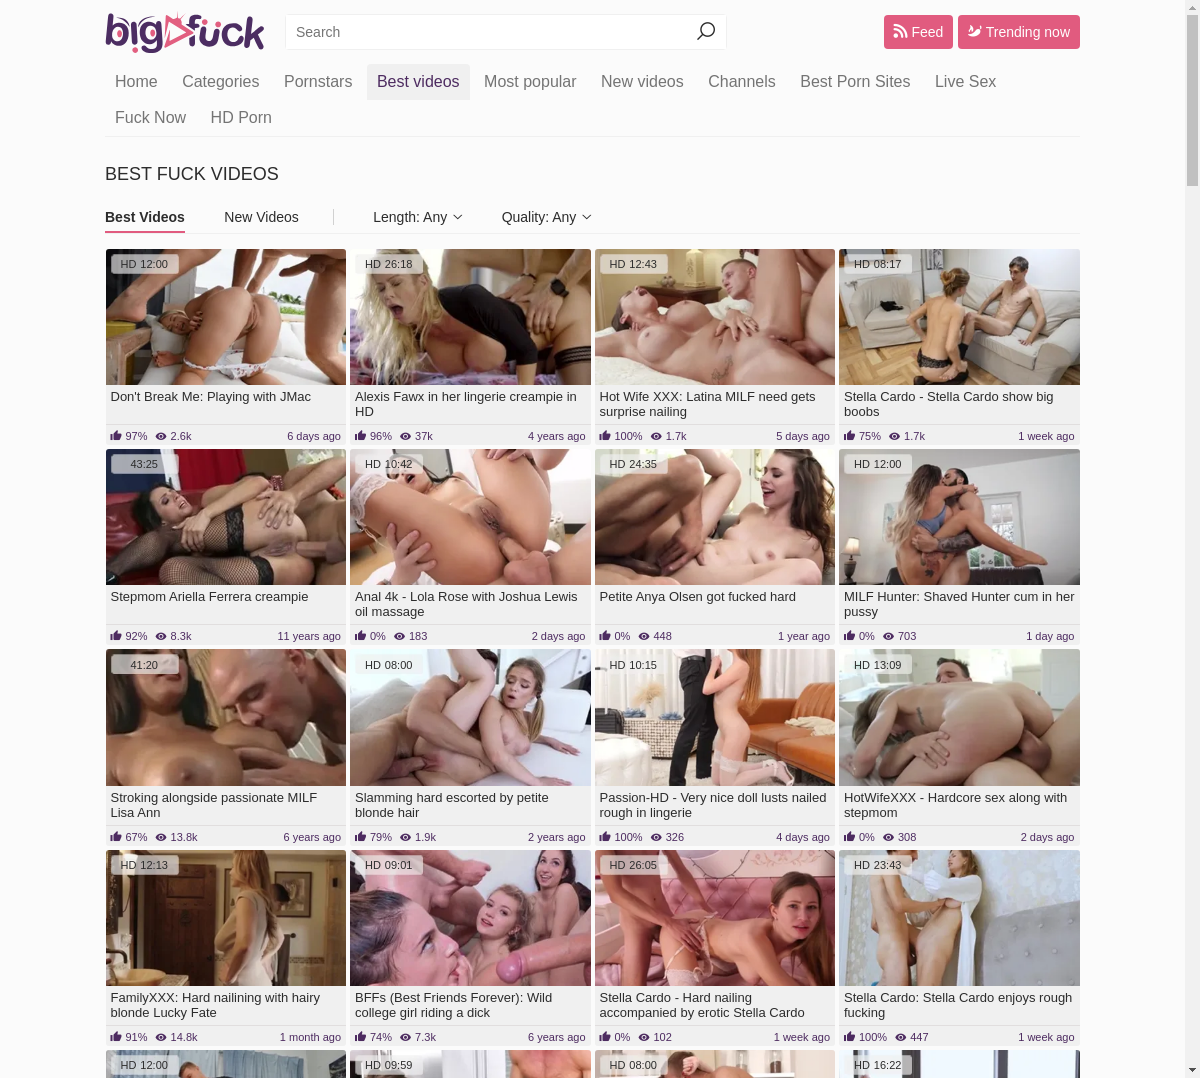 big fuck
Search
Feed
Trending now
Home Categories Pornstars Best videos Most popular New videos Channels Best Porn Sites Live Sex
Fuck Now HD Porn
BEST FUCK VIDEOS
Best Videos New Videos Length: Any Quality: Any
HD 12:00
Don't Break Me: Playing with JMac
97% 2.6k 6 days ago
HD 26:18
Alexis Fawx in her lingerie creampie in
HD
96% 37k 4 years ago
HD 12:43
Hot Wife XXX: Latina MILF need gets
surprise nailing
100% 1.7k 5 days ago
HD 08:17
Stella Cardo - Stella Cardo show big
boobs
75% 1.7k 1 week ago
43:25
Stepmom Ariella Ferrera creampie
92% 8.3k 11 years ago
HD 10:42
Anal 4k - Lola Rose with Joshua Lewis
oil massage
0% 183 2 days ago
HD 24:35
Petite Anya Olsen got fucked hard
0% 448 1 year ago
HD 12:00
MILF Hunter: Shaved Hunter cum in her
pussy
0% 703 1 day ago
41:20
Stroking alongside passionate MILF
Lisa Ann
67% 13.8k 6 years ago
HD 08:00
Slamming hard escorted by petite
blonde hair
79% 1.9k 2 years ago
HD 10:15
Passion-HD - Very nice doll lusts nailed
rough in lingerie
100% 326 4 days ago
HD 13:09
HotWifeXXX - Hardcore sex along with
stepmom
0% 308 2 days ago
HD 12:13
FamilyXXX: Hard nailining with hairy
blonde Lucky Fate
91% 14.8k 1 month ago
HD 09:01
BFFs (Best Friends Forever): Wild
college girl riding a dick
74% 7.3k 6 years ago
HD 26:05
Stella Cardo - Hard nailing
accompanied by erotic Stella Cardo
0% 102 1 week ago
HD 23:43
Stella Cardo: Stella Cardo enjoys rough
fucking
100% 447 1 week ago
HD 12:00
HD 09:59
HD 08:00
HD 16:22